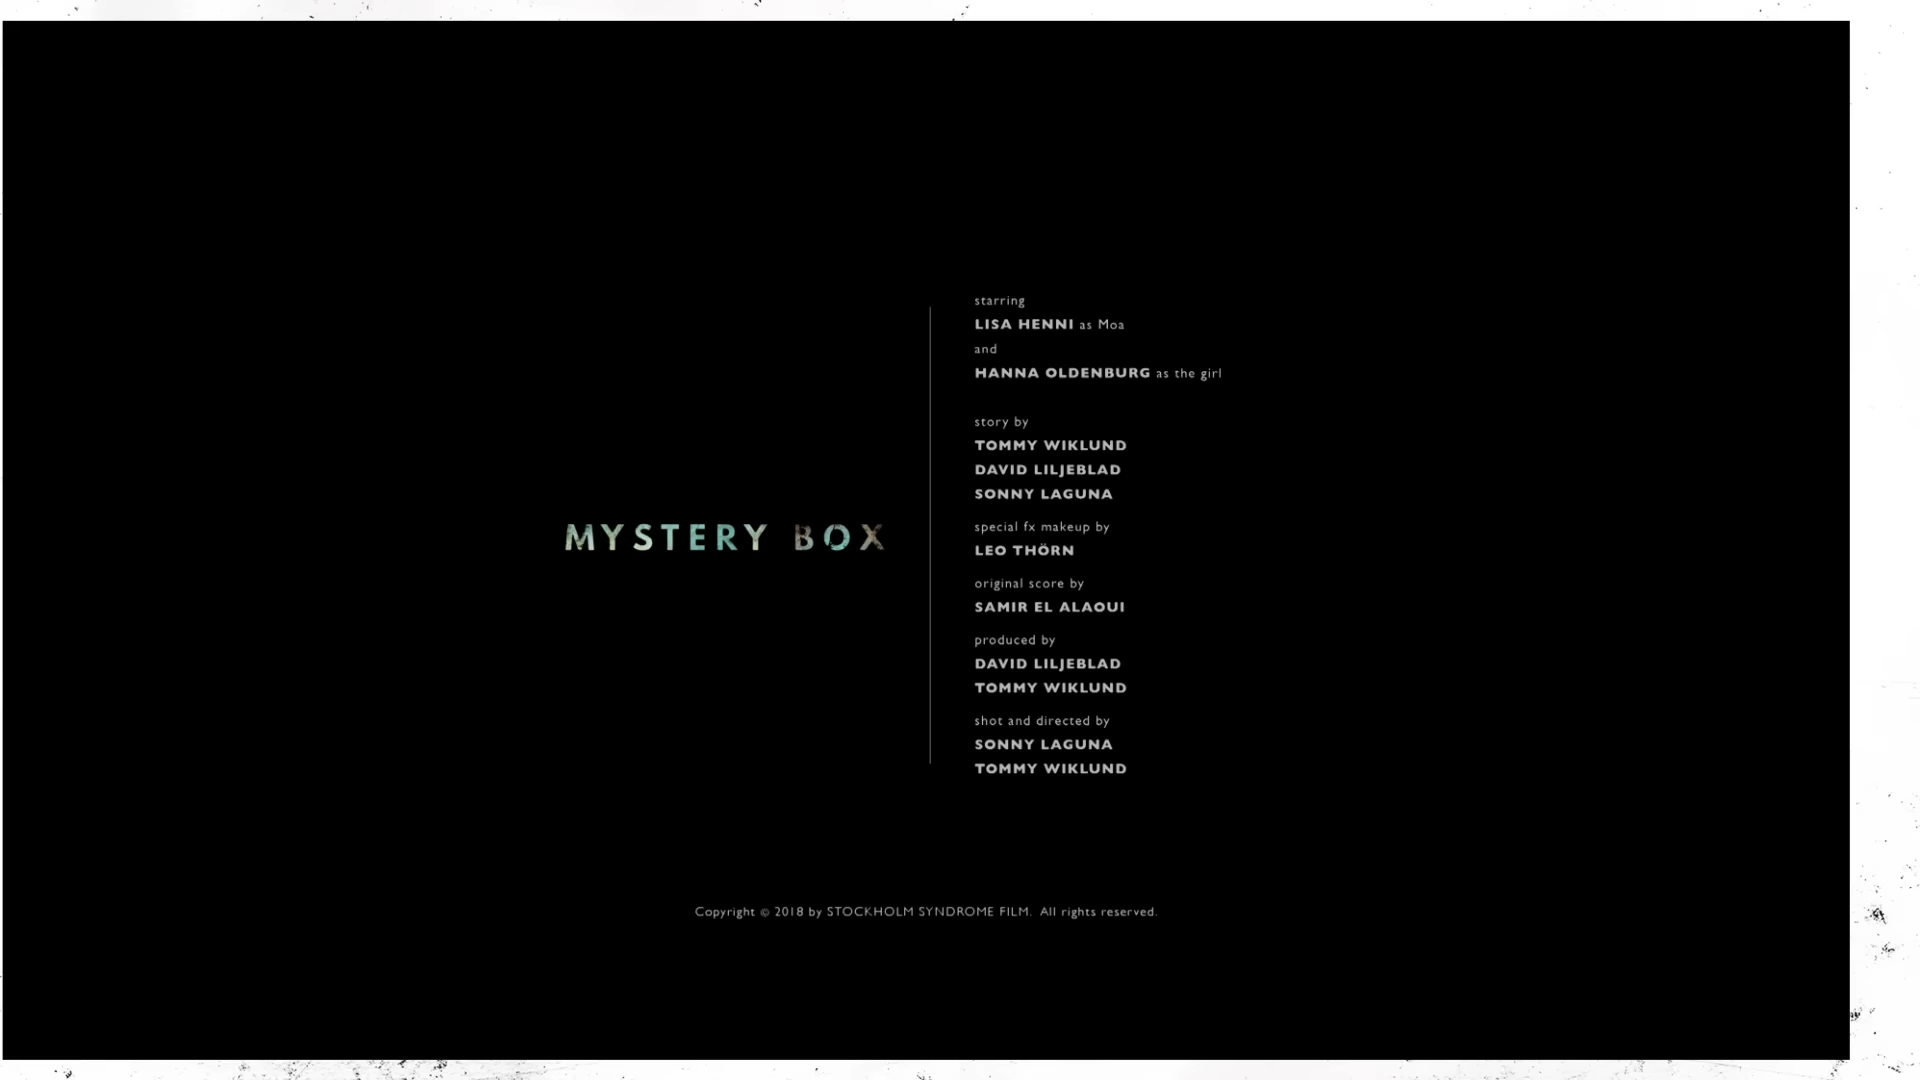 MYSTERY BOX
starring
LISA HENNI as Moa
and
HANNA OLDENBURG as the girl
story by
TOMMY WIKLUND
DAVID LILJEBLAD
SONNY LAGUNA
special fx makeup by
LEO THÖRN
original score by
SAMIR EL ALAOUI
produced by
DAVID LILJEBLAD
TOMMY WIKLUND
shot and directed by
SONNY LAGUNA
TOMMY WIKLUND
Copyright © 2018 by STOCKHOLM SYNDROME FILM. All rights reserved.